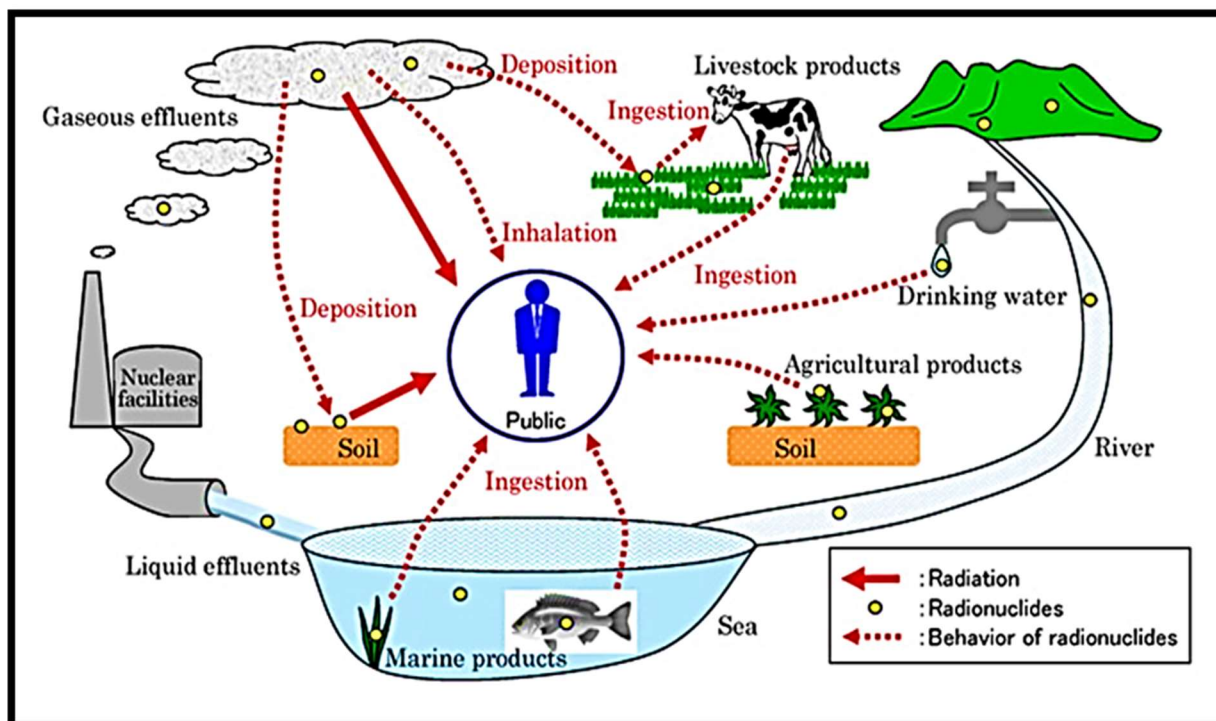 Deposition
Livestock products
Ingestion
Gaseous effluents
Inhalation
Ingestion
Drinking water
Deposition
Agricultural products
Nuclear
facilities
Public
Soil
Soil
River
Ingestion
Liquid effluents
Sea
Marine products
:Radiation
:Radionuclides
:Behavior of radionuclides